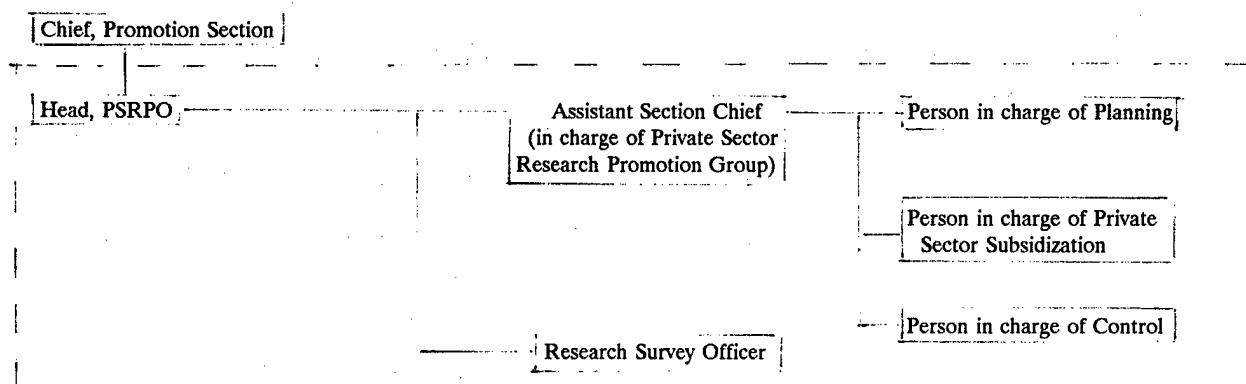 Chief, Promotion Section
Head, PSRPO
Assistant Section Chief
(in charge of Private Sector
Research Promotion Group)
Person in charge of Planning
Person in charge of Private
Sector Subsidization
Person in charge of Control
Research Survey Officer